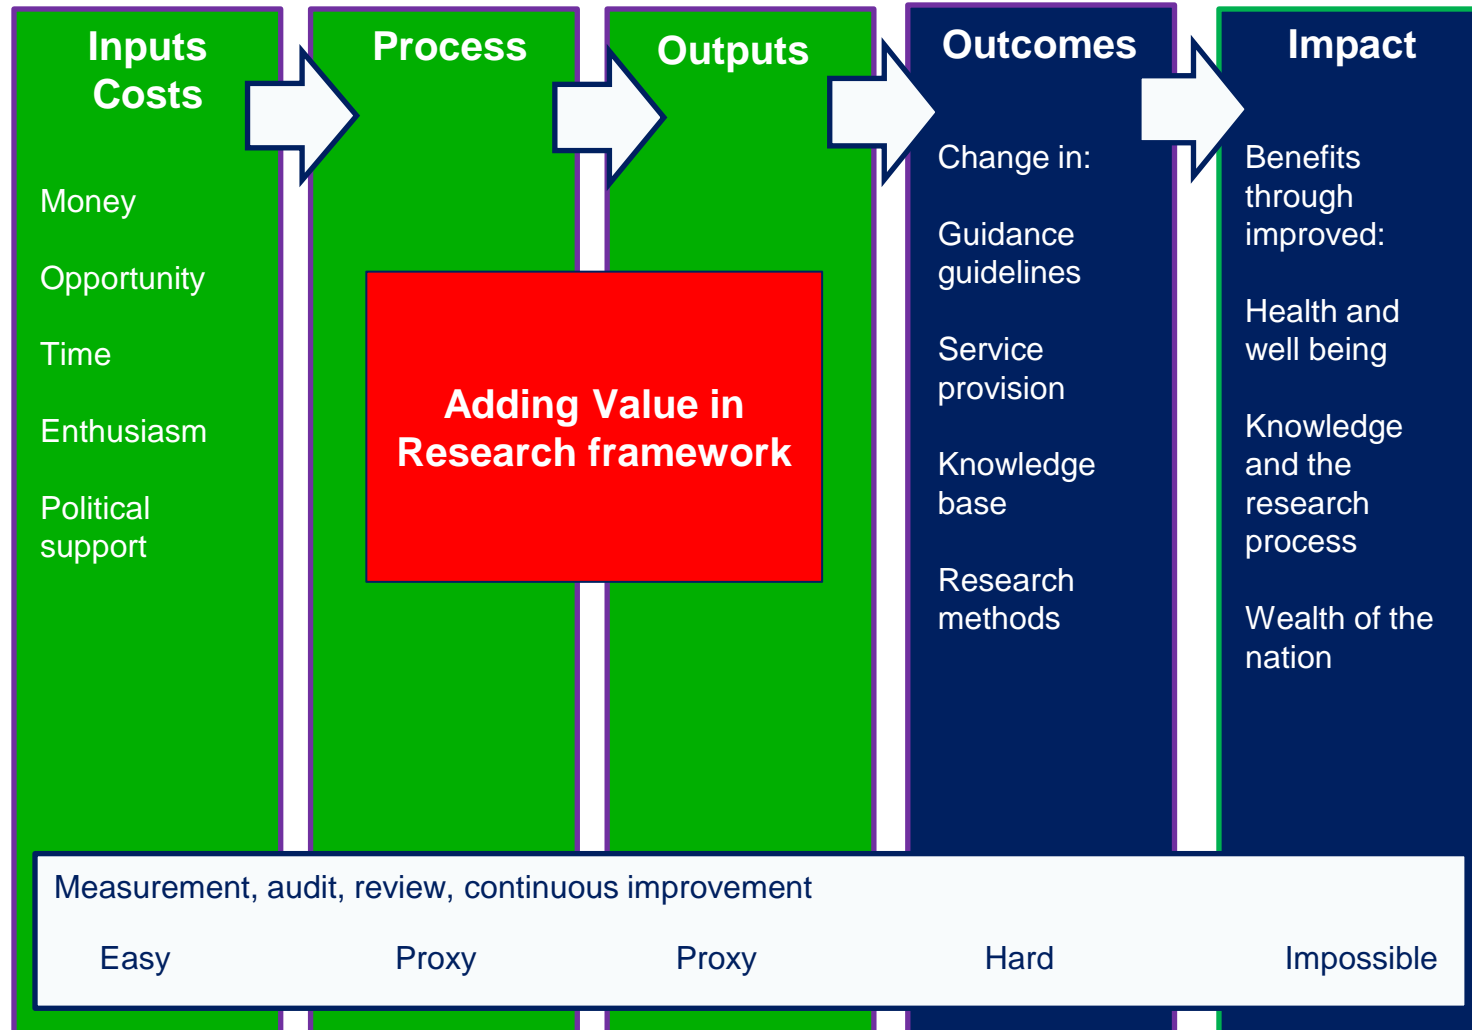 Inputs
Costs
Money
Opportunity
Time
Enthusiasm
Political
support
Process
Outputs
Adding Value in
Research framework
Outcomes
Change in:
Guidance
guidelines
Service
provision
Knowledge
base
Research
methods
Impact
Benefits
through
improved:
Health and
well being
Knowledge
and the
research
process
Wealth of the
nation
Measurement, audit, review, continuous improvement
Easy Proxy Proxy Hard Impossible